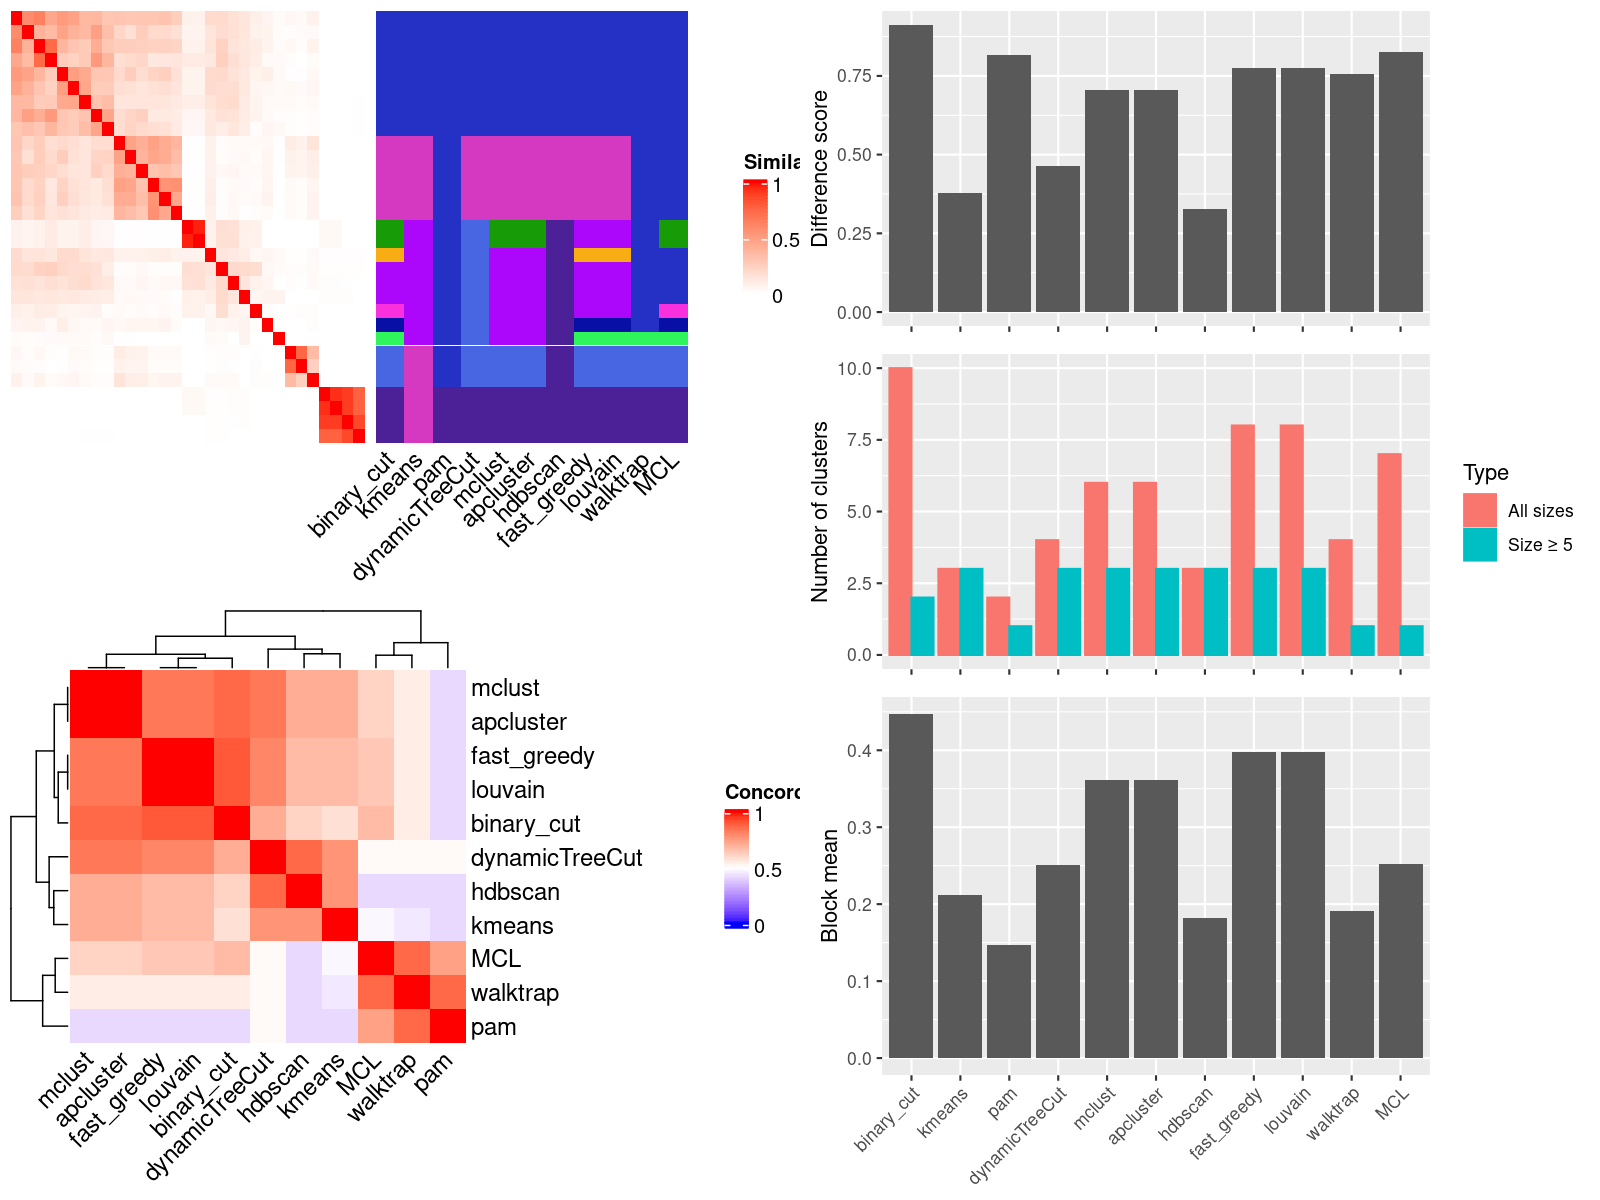 Simila
1
0.5
0
binary_cut
kmeans
pam
dynamicTreeCut
mclust
apcluster
hdbscan
fast_greedy
louvain
walktrap
MCL
mclust
apcluster
fast_greedy
louvain
binary_cut
dynamicTreeCut
hdbscan
kmeans
MCL
walktrap
pam
mclust
apcluster
fast_greedy
louvain
binary_cut
dynamicTreeCut
hdbscan
kmeans
MCL
walktrap
pam
Concord
1
0.5
0
Difference score
0.75
0.50
0.25
0.00
Number of clusters
10.0
7.5
5.0
2.5
0.0
Type
All sizes
Size ≥ 5
Block mean
0.4
0.3
0.2
0.1
0.0
binary_cut
kmeans
pam
dynamicTreeCut
mclust
apcluster
hdbscan
fast_greedy
louvain
walktrap
MCL